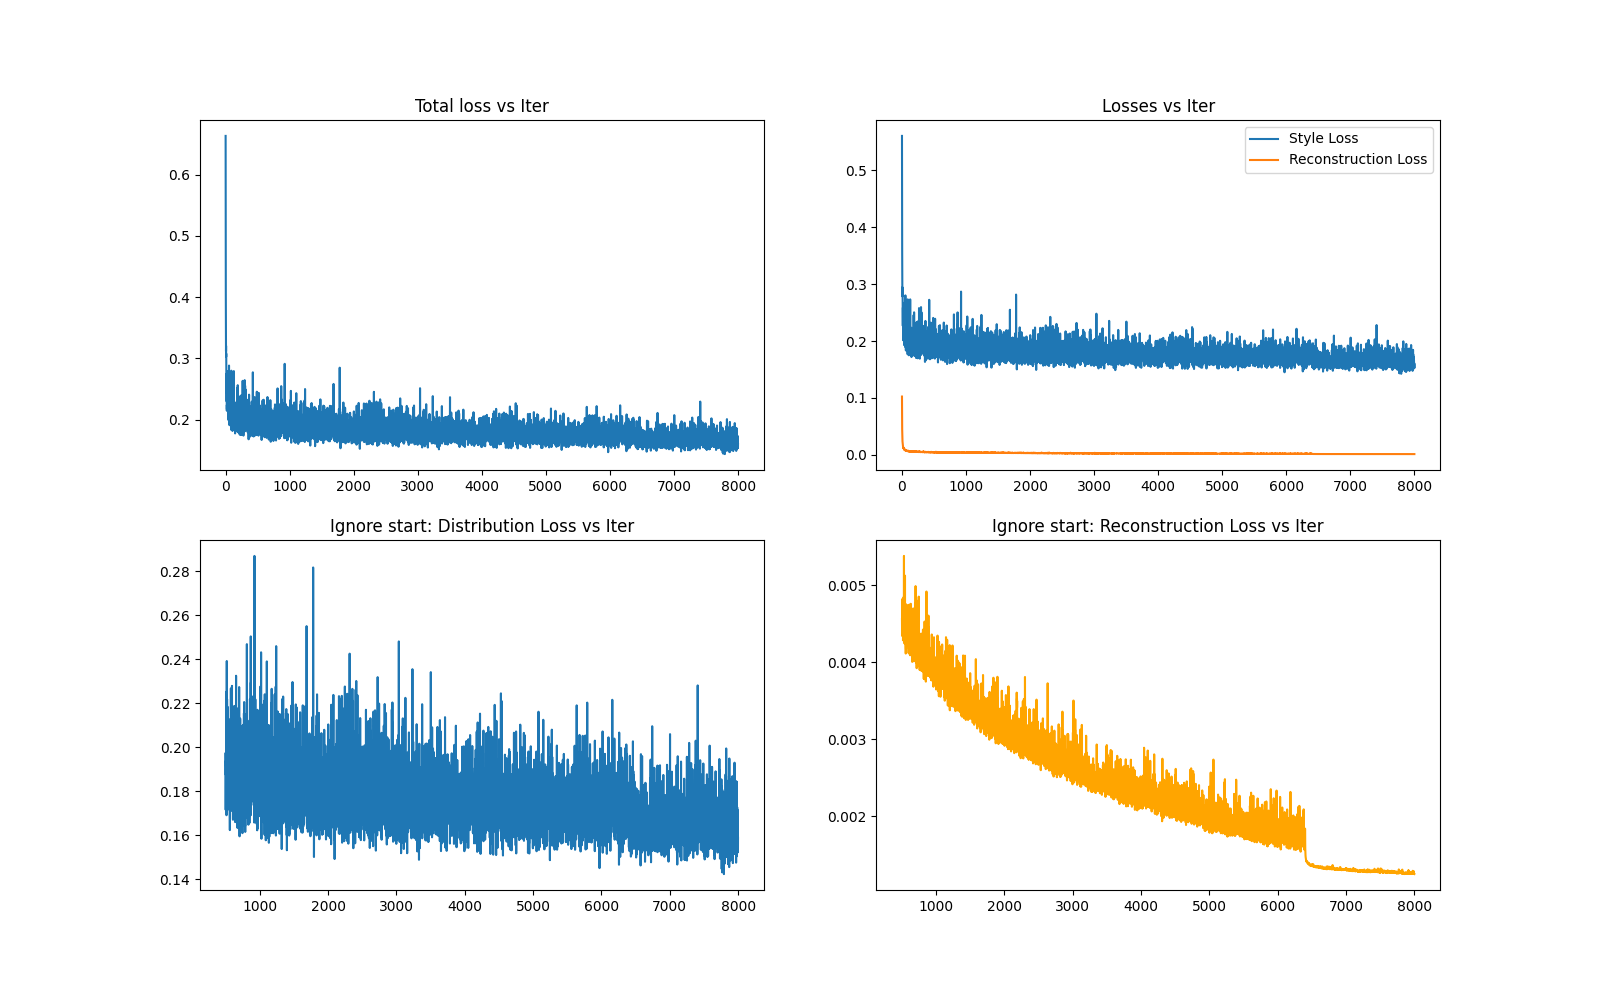 Total loss vs Iter
0.6
0.5
0.4
0.3
0.2
0 1000 2000 3000 4000 5000 6000 7000 8000
Losses vs Iter
Style Loss
Reconstruction Loss
0.5
0.4
0.3
0.2
0.1
0.0
0 1000 2000 3000 4000 5000 6000 7000 8000
Ignore start: Distribution Loss vs Iter
0.28
0.26
0.24
0.22
0.20
0.18
0.16
0.14
1000 2000 3000 4000 5000 6000 7000 8000
Ignore start: Reconstruction Loss vs Iter
0.005
0.004
0.003
0.002
1000 2000 3000 4000 5000 6000 7000 8000